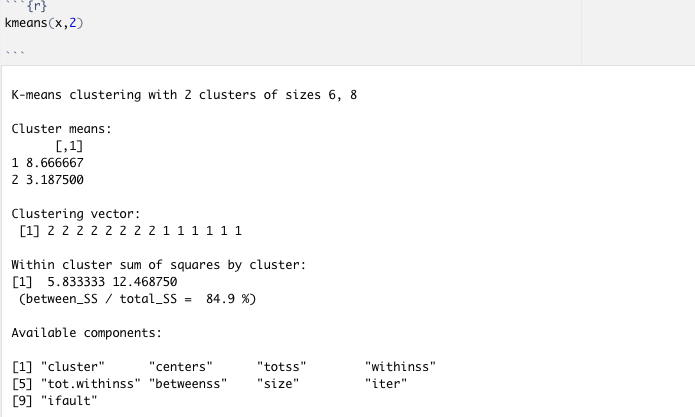 ```{r}
kmeans(x,2)
```
K-means clustering with 2 clusters of sizes 6, 8
Cluster means:
      [,1]
1 8.666667
2 3.187500
Clustering vector:
 [1] 2 2 2 2 2 2 2 2 1 1 1 1 1 1
Within cluster sum of squares by cluster:
[1]  5.833333 12.468750
 (between_SS / total_SS =  84.9 %)
Available components:
[1] "cluster"      "centers"      "totss"        "withinss"
[5] "tot.withinss" "betweenss"    "size"         "iter"
[9] "ifault"